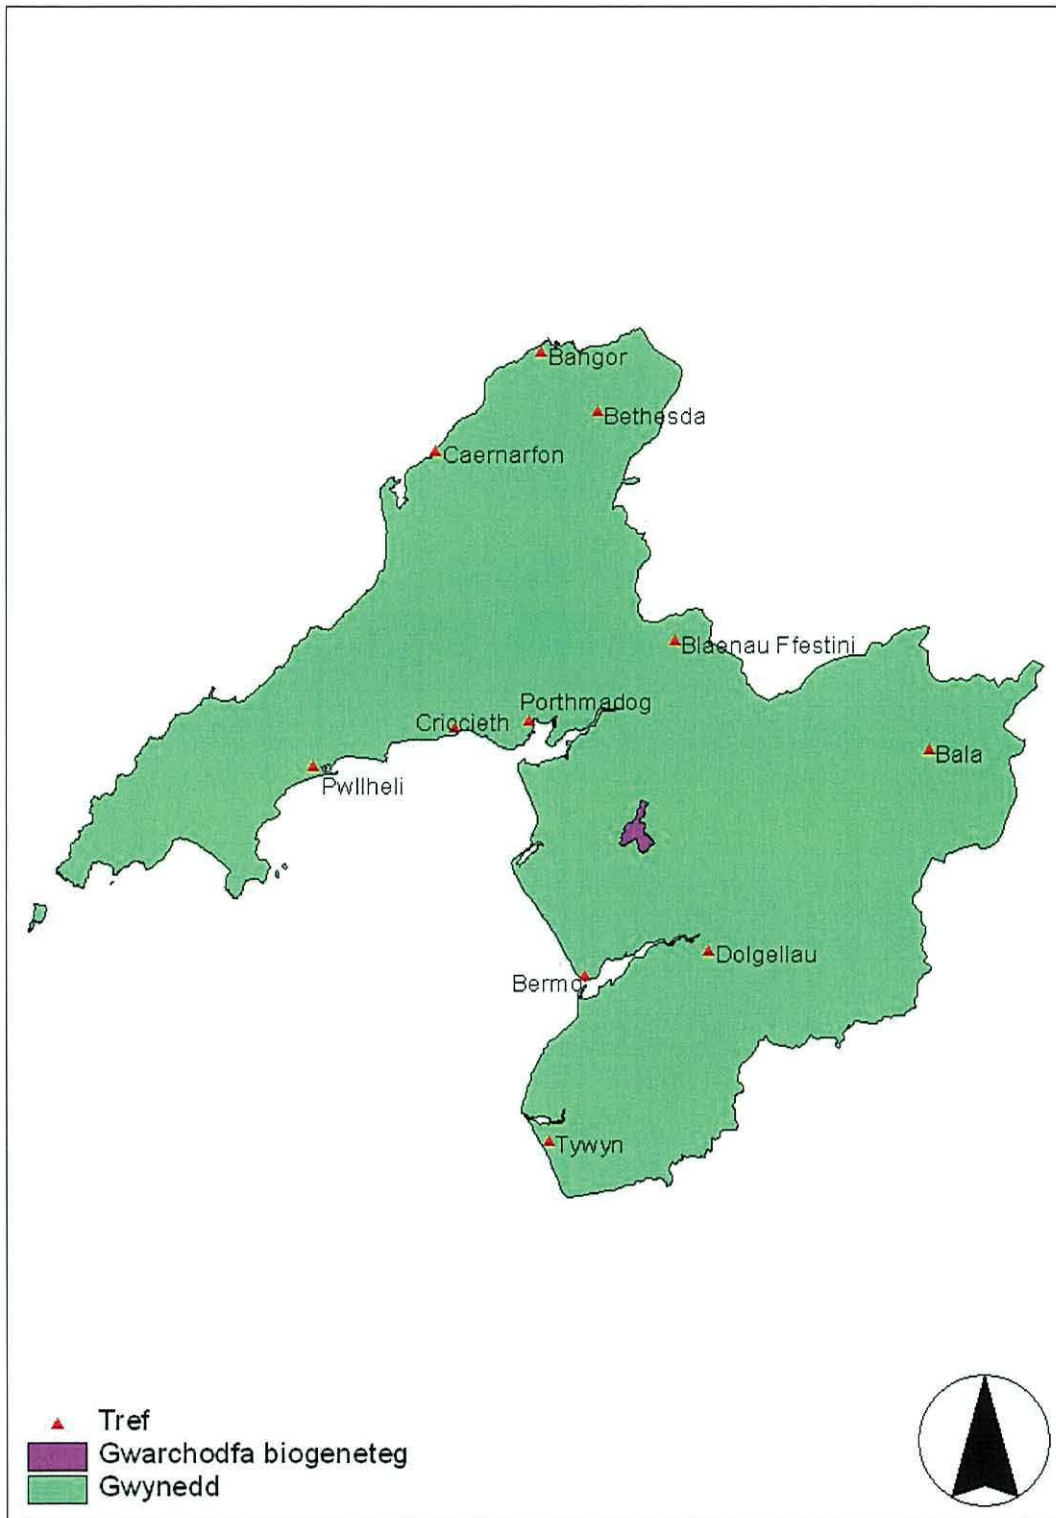 Bangor
Bethesda
Caernarfon
Blaenau Ffestini
Porthmadog
Criccieth
Bala
Pwllheli
Dolgellau
Bermo
Tywyn
Tref
Gwarchodfa biogeneteg
Gwynedd